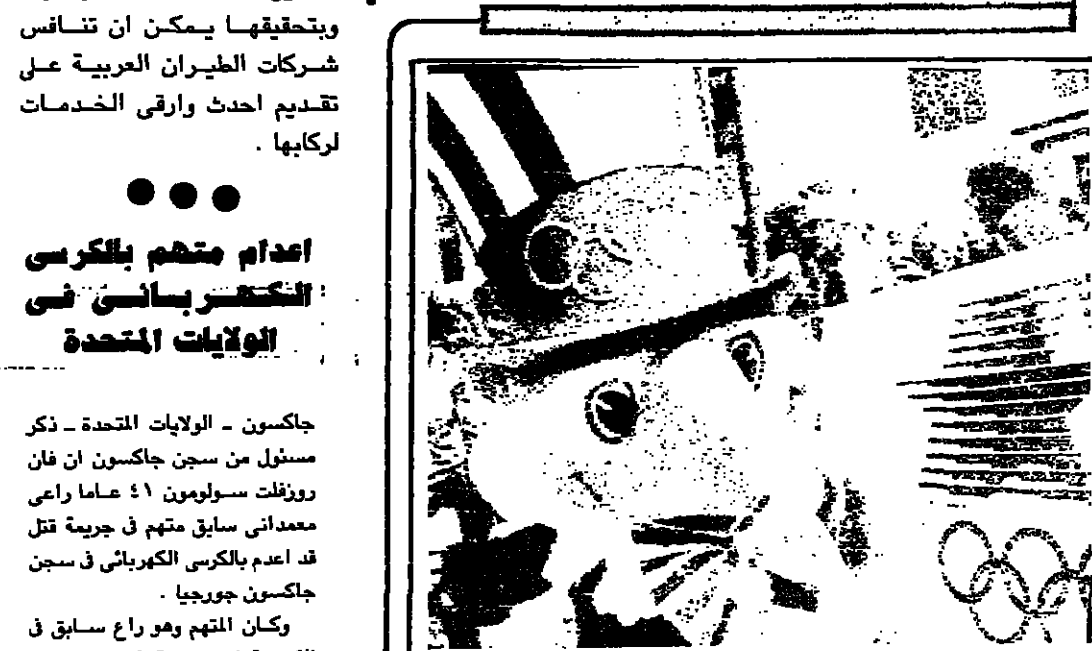 وبتحقيقها يمكن ان تنافس
شركات الطيران العربية على
تقديم احدث وارقى الخدمات
لركابها .
اعدام متهم بالكرسى
الكهربائى فى
الولايات المتحدة
جاكسون - الولايات المتحدة - ذكر
مسئول من سجن جاكسون ان فان
روزفلت سولومون ٤١ عاما راعى
معمدانى سابق متهم فى جريمة قتل
قد اعدم بالكرسى الكهربائى فى سجن
جاكسون جورجيا .
وكان المتهم وهو راع سابق فى